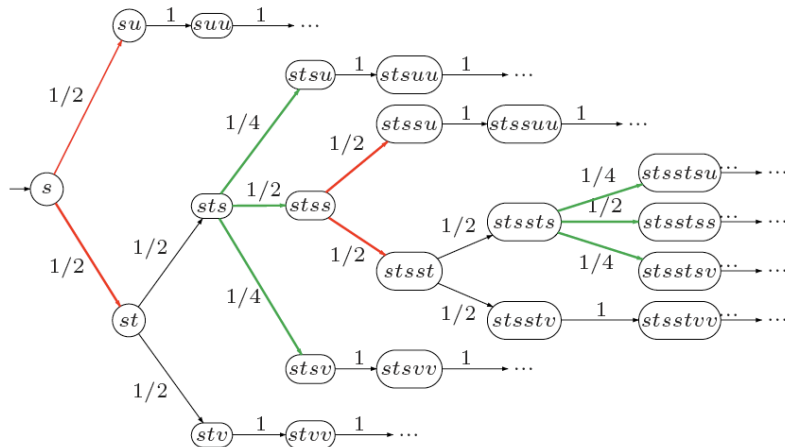 su 1 suu 1 ...
stsu 1 stsuu 1 ...
1/2
1/4
stssu 1 stssuu 1 ...
1/2
1/4 stsstsu ... ...
s
sts 1/2 stss
1/2 stssts 1/2 stsstss ... ...
1/2
1/2
1/2
stsst
1/4 stsstsv ... ...
1/4
st
1/2 stsstv 1 stsstvv ... ...
stsv 1 stsvv 1 ...
1/2
stv 1 stvv 1 ...